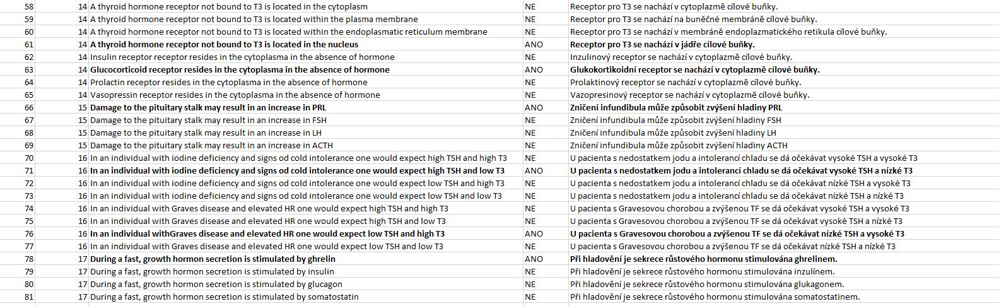 58 14 A thyroid hormone receptor not bound to T3 is located in the cytoplasm NE Receptor pro T3 se nachází v cytoplazmě cílové buňky.
59 14 A thyroid hormone receptor not bound to T3 is located within the plasma membrane NE Receptor pro T3 se nachází na buněčné membráně cílové buňky.
60 14 A thyroid hormone receptor not bound to T3 is located within the endoplasmatic reticulum membrane NE Receptor pro T3 se nachází v membráně endoplazmatického retikula cílové buňky.
61 14 A thyroid hormone receptor not bound to T3 is located in the nucleus ANO Receptor pro T3 se nachází v jádře cílové buňky.
62 14 Insulin receptor receptor resides in the cytoplasma in the absence of hormone NE Inzulinový receptor se nachází v cytoplazmě cílové buňky.
63 14 Glucocorticoid receptor resides in the cytoplasma in the absence of hormone ANO Glukokortikoidní receptor se nachází v cytoplazmě cílové buňky.
64 14 Prolactin receptor resides in the cytoplasma in the absence of hormone NE Prolaktinový receptor se nachází v cytoplazmě cílové buňky.
65 14 Vasopressin receptor resides in the cytoplasma in the absence of hormone NE Vazopresinový receptor se nachází v cytoplazmě cílové buňky.
66 15 Damage to the pituitary stalk may result in an increase in PRL ANO Zničení infundibula může způsobit zvýšení hladiny PRL
67 15 Damage to the pituitary stalk may result in an increase in FSH NE Zničení infundibula může způsobit zvýšení hladiny FSH
68 15 Damage to the pituitary stalk may result in an increase in LH NE Zničení infundibula může způsobit zvýšení hladiny LH
69 15 Damage to the pituitary stalk may result in an increase in ACTH NE Zničení infundibula může způsobit zvýšení hladiny ACTH
70 16 In an individual with iodine deficiency and signs od cold intolerance one would expect high TSH and high T3 NE U pacienta s nedostatkem jodu a intolerancí chladu se dá očekávat vysoké TSH a vysoké T3
71 16 In an individual with iodine deficiency and signs od cold intolerance one would expect high TSH and low T3 ANO U pacienta s nedostatkem jodu a intolerancí chladu se dá očekávat vysoké TSH a nízké T3
72 16 In an individual with iodine deficiency and signs od cold intolerance one would expect low TSH and high T3 NE U pacienta s nedostatkem jodu a intolerancí chladu se dá očekávat nízké TSH a vysoké T3
73 16 In an individual with iodine deficiency and signs od cold intolerance one would expect low TSH and low T3 NE U pacienta s nedostatkem jodu a intolerancí chladu se dá očekávat nízké TSH a nízké T3
74 16 In an individual with Graves disease and elevated HR one would expect high TSH and high T3 NE U pacienta s Gravesovou chorobou a zvýšenou TF se dá očekávat vysoké TSH a vysoké T3
75 16 In an individual with Graves disease and elevated HR one would expect high TSH and low T3 NE U pacienta s Gravesovou chorobou a zvýšenou TF se dá očekávat vysoké TSH a nízké T3
76 16 In an individual withGraves disease and elevated HR one would expect low TSH and high T3 ANO U pacienta s Gravesovou chorobou a zvýšenou TF se dá očekávat nízké TSH a vysoké T3
77 16 In an individual with Graves disease and elevated HR one would expect low TSH and low T3 NE U pacienta s Gravesovou chorobou a zvýšenou TF se dá očekávat nízké TSH a nízké T3
78 17 During a fast, growth hormon secretion is stimulated by ghrelin ANO Při hladovění je sekrece růstového hormonu stimulována ghrelinem.
79 17 During a fast, growth hormon secretion is stimulated by insulin NE Při hladovění je sekrece růstového hormonu stimulována inzulínem.
80 17 During a fast, growth hormon secretion is stimulated by glucagon NE Při hladovění je sekrece růstového hormonu stimulována glukagonem.
81 17 During a fast, growth hormon secretion is stimulated by somatostatin NE Při hladovění je sekrece růstového hormonu stimulována somatostatinem.